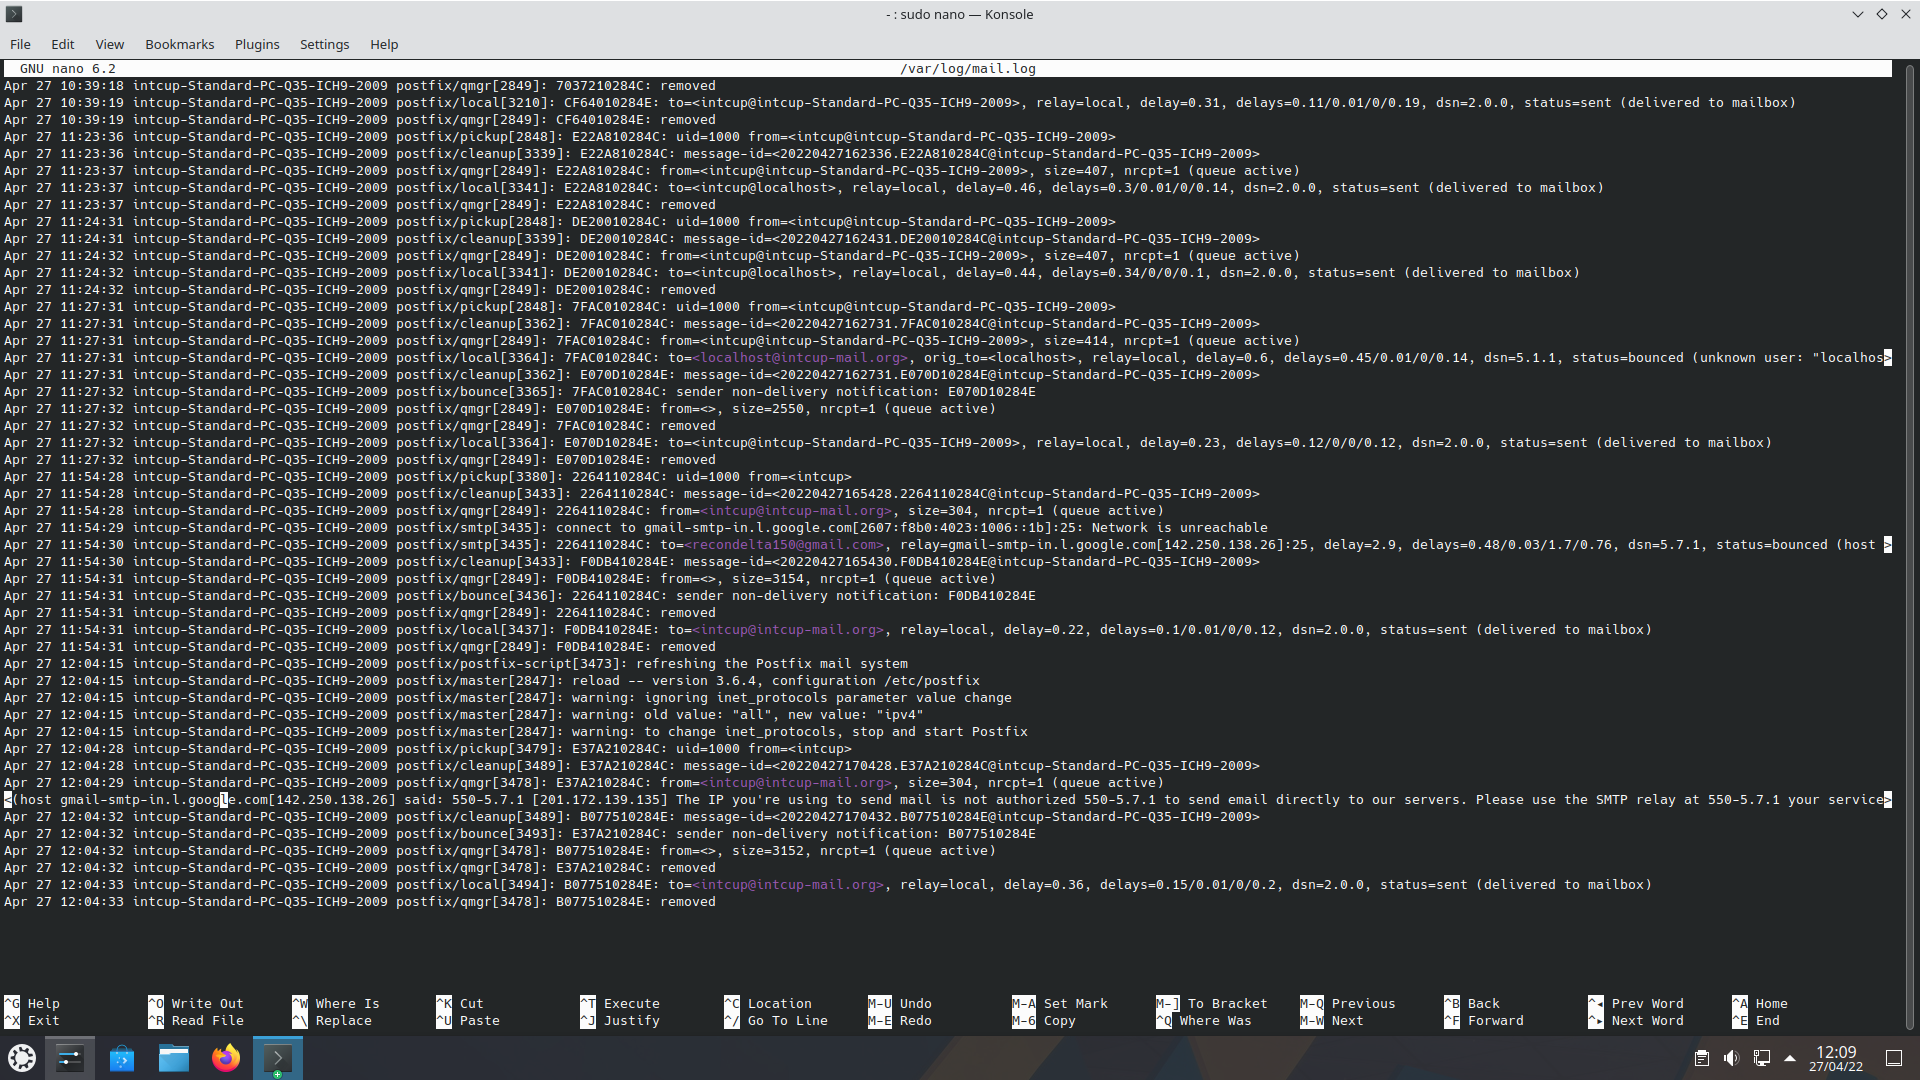 - : sudo nano — Konsole
File Edit View Bookmarks Plugins Settings Help
GNU nano 6.2 /var/log/mail.log
Apr 27 10:39:18 intcup-Standard-PC-Q35-ICH9-2009 postfix/qmgr[2849]: 7037210284C: removed
Apr 27 10:39:19 intcup-Standard-PC-Q35-ICH9-2009 postfix/local[3210]: CF64010284E: to=<intcup@intcup-Standard-PC-Q35-ICH9-2009>, relay=local, delay=0.31, delays=0.11/0.01/0/0.19, dsn=2.0.0, status=sent (delivered to mailbox)
Apr 27 10:39:19 intcup-Standard-PC-Q35-ICH9-2009 postfix/qmgr[2849]: CF64010284E: removed
Apr 27 11:23:36 intcup-Standard-PC-Q35-ICH9-2009 postfix/pickup[2848]: E22A810284C: uid=1000 from=<intcup@intcup-Standard-PC-Q35-ICH9-2009>
Apr 27 11:23:36 intcup-Standard-PC-Q35-ICH9-2009 postfix/cleanup[3339]: E22A810284C: message-id=<20220427162336.E22A810284C@intcup-Standard-PC-Q35-ICH9-2009>
Apr 27 11:23:37 intcup-Standard-PC-Q35-ICH9-2009 postfix/qmgr[2849]: E22A810284C: from=<intcup@intcup-Standard-PC-Q35-ICH9-2009>, size=407, nrcpt=1 (queue active)
Apr 27 11:23:37 intcup-Standard-PC-Q35-ICH9-2009 postfix/local[3341]: E22A810284C: to=<intcup@localhost>, relay=local, delay=0.46, delays=0.3/0.01/0/0.14, dsn=2.0.0, status=sent (delivered to mailbox)
Apr 27 11:23:37 intcup-Standard-PC-Q35-ICH9-2009 postfix/qmgr[2849]: E22A810284C: removed
Apr 27 11:24:31 intcup-Standard-PC-Q35-ICH9-2009 postfix/pickup[2848]: DE20010284C: uid=1000 from=<intcup@intcup-Standard-PC-Q35-ICH9-2009>
Apr 27 11:24:31 intcup-Standard-PC-Q35-ICH9-2009 postfix/cleanup[3339]: DE20010284C: message-id=<20220427162431.DE20010284C@intcup-Standard-PC-Q35-ICH9-2009>
Apr 27 11:24:32 intcup-Standard-PC-Q35-ICH9-2009 postfix/qmgr[2849]: DE20010284C: from=<intcup@intcup-Standard-PC-Q35-ICH9-2009>, size=407, nrcpt=1 (queue active)
Apr 27 11:24:32 intcup-Standard-PC-Q35-ICH9-2009 postfix/local[3341]: DE20010284C: to=<intcup@localhost>, relay=local, delay=0.44, delays=0.34/0/0/0.1, dsn=2.0.0, status=sent (delivered to mailbox)
Apr 27 11:24:32 intcup-Standard-PC-Q35-ICH9-2009 postfix/qmgr[2849]: DE20010284C: removed
Apr 27 11:27:31 intcup-Standard-PC-Q35-ICH9-2009 postfix/pickup[2848]: 7FAC010284C: uid=1000 from=<intcup@intcup-Standard-PC-Q35-ICH9-2009>
Apr 27 11:27:31 intcup-Standard-PC-Q35-ICH9-2009 postfix/cleanup[3362]: 7FAC010284C: message-id=<20220427162731.7FAC010284C@intcup-Standard-PC-Q35-ICH9-2009>
Apr 27 11:27:31 intcup-Standard-PC-Q35-ICH9-2009 postfix/qmgr[2849]: 7FAC010284C: from=<intcup@intcup-Standard-PC-Q35-ICH9-2009>, size=414, nrcpt=1 (queue active)
Apr 27 11:27:31 intcup-Standard-PC-Q35-ICH9-2009 postfix/local[3364]: 7FAC010284C: to=<localhost@intcup-mail.org>, orig_to=<localhost>, relay=local, delay=0.6, delays=0.45/0.01/0/0.14, dsn=5.1.1, status=bounced (unknown user: "localhos>
Apr 27 11:27:31 intcup-Standard-PC-Q35-ICH9-2009 postfix/cleanup[3362]: E070D10284E: message-id=<20220427162731.E070D10284E@intcup-Standard-PC-Q35-ICH9-2009>
Apr 27 11:27:32 intcup-Standard-PC-Q35-ICH9-2009 postfix/bounce[3365]: 7FAC010284C: sender non-delivery notification: E070D10284E
Apr 27 11:27:32 intcup-Standard-PC-Q35-ICH9-2009 postfix/qmgr[2849]: E070D10284E: from=<>, size=2550, nrcpt=1 (queue active)
Apr 27 11:27:32 intcup-Standard-PC-Q35-ICH9-2009 postfix/qmgr[2849]: 7FAC010284C: removed
Apr 27 11:27:32 intcup-Standard-PC-Q35-ICH9-2009 postfix/local[3364]: E070D10284E: to=<intcup@intcup-Standard-PC-Q35-ICH9-2009>, relay=local, delay=0.23, delays=0.12/0/0/0.12, dsn=2.0.0, status=sent (delivered to mailbox)
Apr 27 11:27:32 intcup-Standard-PC-Q35-ICH9-2009 postfix/qmgr[2849]: E070D10284E: removed
Apr 27 11:54:28 intcup-Standard-PC-Q35-ICH9-2009 postfix/pickup[3380]: 2264110284C: uid=1000 from=<intcup>
Apr 27 11:54:28 intcup-Standard-PC-Q35-ICH9-2009 postfix/cleanup[3433]: 2264110284C: message-id=<20220427165428.2264110284C@intcup-Standard-PC-Q35-ICH9-2009>
Apr 27 11:54:28 intcup-Standard-PC-Q35-ICH9-2009 postfix/qmgr[2849]: 2264110284C: from=<intcup@intcup-mail.org>, size=304, nrcpt=1 (queue active)
Apr 27 11:54:29 intcup-Standard-PC-Q35-ICH9-2009 postfix/smtp[3435]: connect to gmail-smtp-in.l.google.com[2607:f8b0:4023:1006::1b]:25: Network is unreachable
Apr 27 11:54:30 intcup-Standard-PC-Q35-ICH9-2009 postfix/smtp[3435]: 2264110284C: to=<recondelta150@gmail.com>, relay=gmail-smtp-in.l.google.com[142.250.138.26]:25, delay=2.9, delays=0.48/0.03/1.7/0.76, dsn=5.7.1, status=bounced (host >
Apr 27 11:54:30 intcup-Standard-PC-Q35-ICH9-2009 postfix/cleanup[3433]: F0DB410284E: message-id=<20220427165430.F0DB410284E@intcup-Standard-PC-Q35-ICH9-2009>
Apr 27 11:54:31 intcup-Standard-PC-Q35-ICH9-2009 postfix/qmgr[2849]: F0DB410284E: from=<>, size=3154, nrcpt=1 (queue active)
Apr 27 11:54:31 intcup-Standard-PC-Q35-ICH9-2009 postfix/bounce[3436]: 2264110284C: sender non-delivery notification: F0DB410284E
Apr 27 11:54:31 intcup-Standard-PC-Q35-ICH9-2009 postfix/qmgr[2849]: 2264110284C: removed
Apr 27 11:54:31 intcup-Standard-PC-Q35-ICH9-2009 postfix/local[3437]: F0DB410284E: to=<intcup@intcup-mail.org>, relay=local, delay=0.22, delays=0.1/0.01/0/0.12, dsn=2.0.0, status=sent (delivered to mailbox)
Apr 27 11:54:31 intcup-Standard-PC-Q35-ICH9-2009 postfix/qmgr[2849]: F0DB410284E: removed
Apr 27 12:04:15 intcup-Standard-PC-Q35-ICH9-2009 postfix/postfix-script[3473]: refreshing the Postfix mail system
Apr 27 12:04:15 intcup-Standard-PC-Q35-ICH9-2009 postfix/master[2847]: reload -- version 3.6.4, configuration /etc/postfix
Apr 27 12:04:15 intcup-Standard-PC-Q35-ICH9-2009 postfix/master[2847]: warning: ignoring inet_protocols parameter value change
Apr 27 12:04:15 intcup-Standard-PC-Q35-ICH9-2009 postfix/master[2847]: warning: old value: "all", new value: "ipv4"
Apr 27 12:04:15 intcup-Standard-PC-Q35-ICH9-2009 postfix/master[2847]: warning: to change inet_protocols, stop and start Postfix
Apr 27 12:04:28 intcup-Standard-PC-Q35-ICH9-2009 postfix/pickup[3479]: E37A210284C: uid=1000 from=<intcup>
Apr 27 12:04:28 intcup-Standard-PC-Q35-ICH9-2009 postfix/cleanup[3489]: E37A210284C: message-id=<20220427170428.E37A210284C@intcup-Standard-PC-Q35-ICH9-2009>
Apr 27 12:04:29 intcup-Standard-PC-Q35-ICH9-2009 postfix/qmgr[3478]: E37A210284C: from=<intcup@intcup-mail.org>, size=304, nrcpt=1 (queue active)
<(host gmail-smtp-in.l.google.com[142.250.138.26] said: 550-5.7.1 [201.172.139.135] The IP you're using to send mail is not authorized 550-5.7.1 to send email directly to our servers. Please use the SMTP relay at 550-5.7.1 your service>
Apr 27 12:04:32 intcup-Standard-PC-Q35-ICH9-2009 postfix/cleanup[3489]: B077510284E: message-id=<20220427170432.B077510284E@intcup-Standard-PC-Q35-ICH9-2009>
Apr 27 12:04:32 intcup-Standard-PC-Q35-ICH9-2009 postfix/bounce[3493]: E37A210284C: sender non-delivery notification: B077510284E
Apr 27 12:04:32 intcup-Standard-PC-Q35-ICH9-2009 postfix/qmgr[3478]: B077510284E: from=<>, size=3152, nrcpt=1 (queue active)
Apr 27 12:04:32 intcup-Standard-PC-Q35-ICH9-2009 postfix/qmgr[3478]: E37A210284C: removed
Apr 27 12:04:33 intcup-Standard-PC-Q35-ICH9-2009 postfix/local[3494]: B077510284E: to=<intcup@intcup-mail.org>, relay=local, delay=0.36, delays=0.15/0.01/0/0.2, dsn=2.0.0, status=sent (delivered to mailbox)
Apr 27 12:04:33 intcup-Standard-PC-Q35-ICH9-2009 postfix/qmgr[3478]: B077510284E: removed
^G Help ^O Write Out ^W Where Is ^K Cut ^T Execute ^C Location M-U Undo M-A Set Mark M-] To Bracket M-Q Previous ^B Back ^◂ Prev Word ^A Home
^X Exit ^R Read File ^\ Replace ^U Paste ^J Justify ^/ Go To Line M-E Redo M-6 Copy ^Q Where Was M-W Next ^F Forward ^▸ Next Word ^E End
12:09
27/04/22